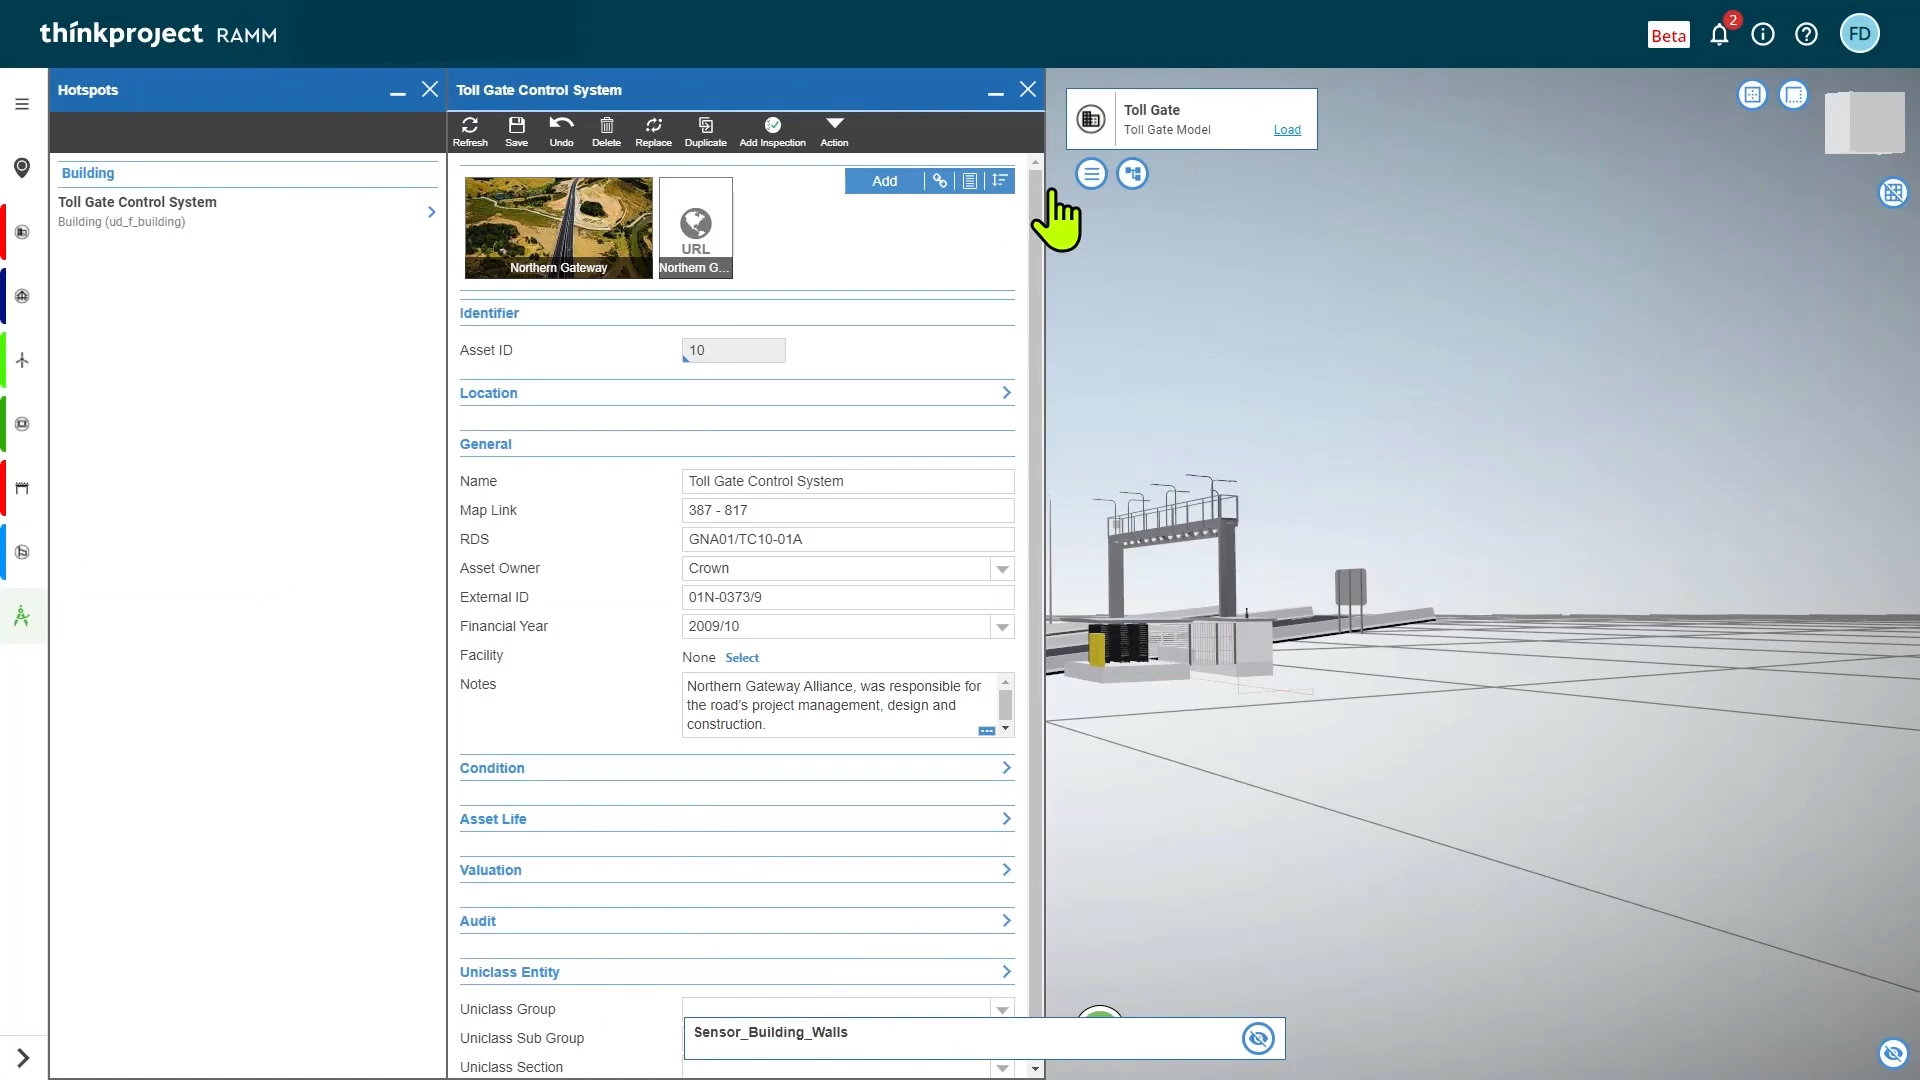 thinkproject RAMM
Beta
2
FD
Hotspots
Building
Toll Gate Control System
Building (ud_f_building)
Toll Gate Control System
Refresh
Save
Undo
Delete
Replace
Duplicate
Add Inspection
Action
Add
Northern Gateway
URL
Northern G...
Identifier
Asset ID
10
Location
General
Name
Toll Gate Control System
Map Link
387 - 817
RDS
GNA01/TC10-01A
Asset Owner
Crown
External ID
01N-0373/9
Financial Year
2009/10
Facility
None Select
Notes
Northern Gateway Alliance, was responsible for
the road's project management, design and
construction.
Condition
Asset Life
Valuation
Audit
Uniclass Entity
Uniclass Group
Uniclass Sub Group
Uniclass Section
Sensor_Building_Walls
Toll Gate
Toll Gate Model
Load